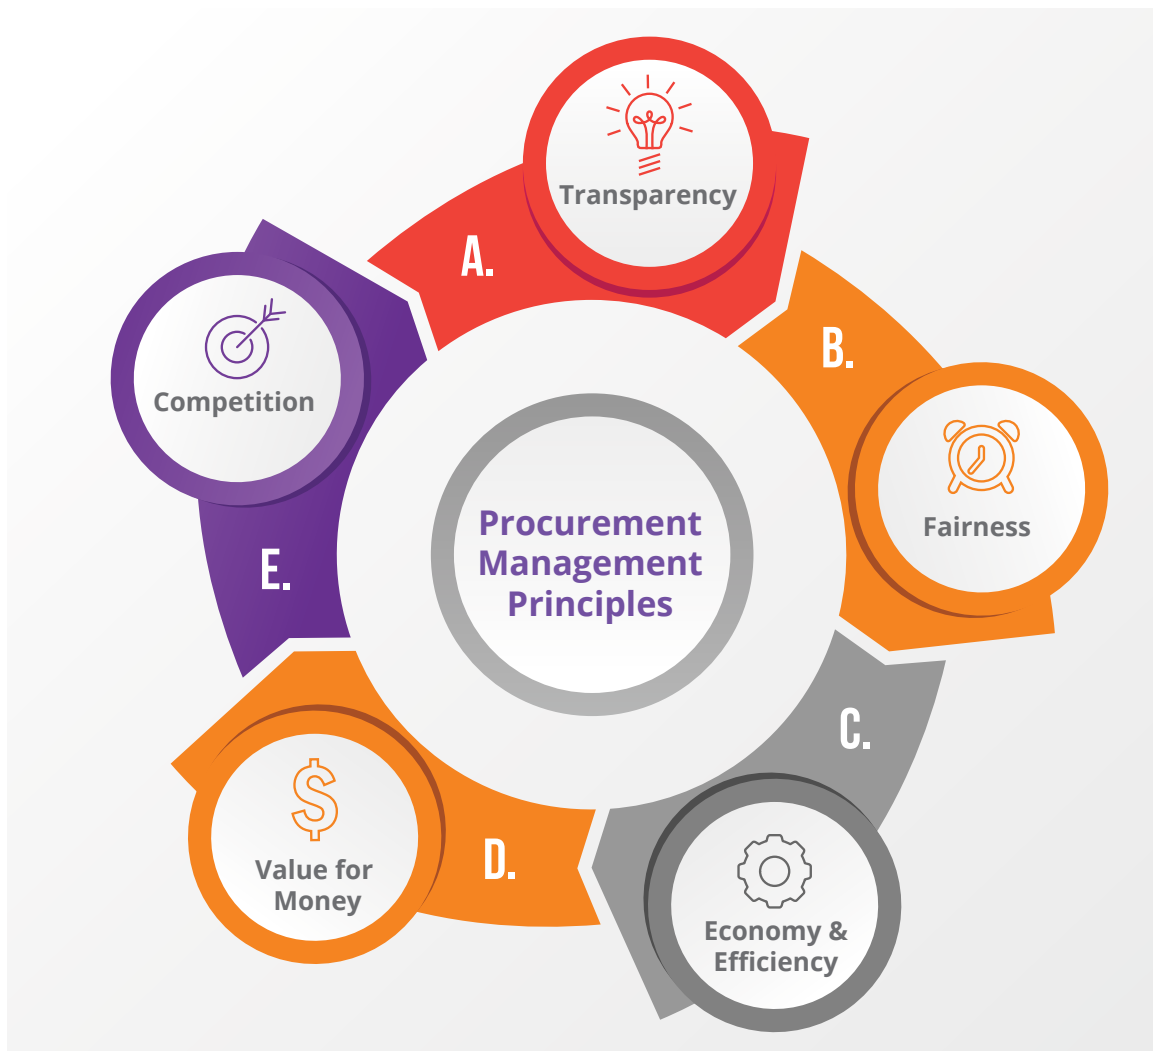 Procurement
Management
Principles
A.
Transparency
B.
Fairness
C.
Economy &
Efficiency
D.
Value for
Money
E.
Competition